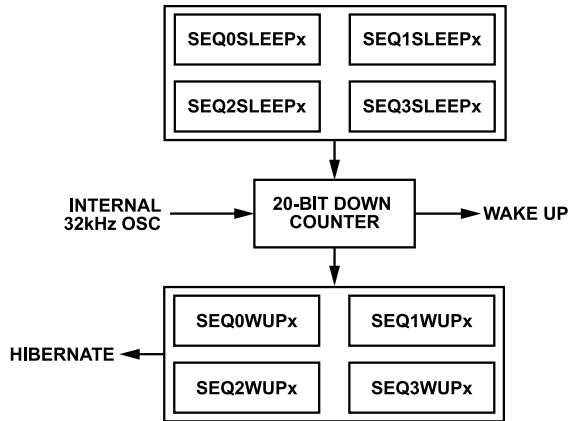 SEQ0SLEEPx
SEQ1SLEEPx
SEQ2SLEEPx
SEQ3SLEEPx
INTERNAL
32kHz OSC
20-BIT DOWN
COUNTER
WAKE UP
SEQ0WUPx
SEQ1WUPx
HIBERNATE
SEQ2WUPx
SEQ3WUPx